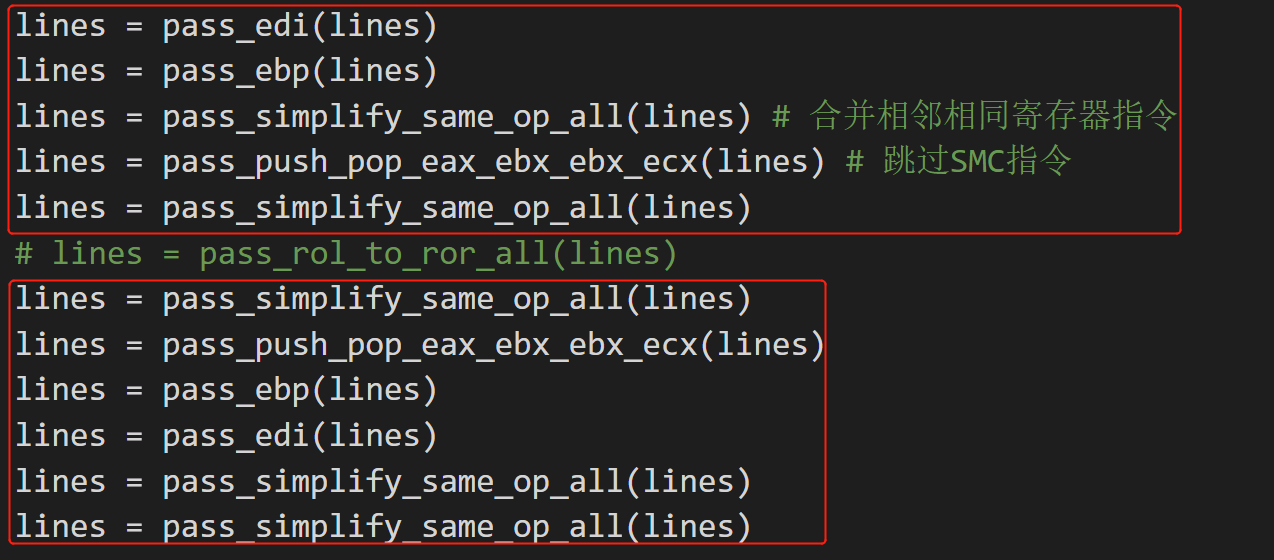 lines = pass_edi(lines)
lines = pass_ebp(lines)
lines = pass_simplify_same_op_all(lines) # 合并相邻相同寄存器指令
lines = pass_push_pop_eax_ebx_ebx_ecx(lines) # 跳过SMC指令
lines = pass_simplify_same_op_all(lines)
# lines = pass_rol_to_ror_all(lines)
lines = pass_simplify_same_op_all(lines)
lines = pass_push_pop_eax_ebx_ebx_ecx(lines)
lines = pass_ebp(lines)
lines = pass_edi(lines)
lines = pass_simplify_same_op_all(lines)
lines = pass_simplify_same_op_all(lines)